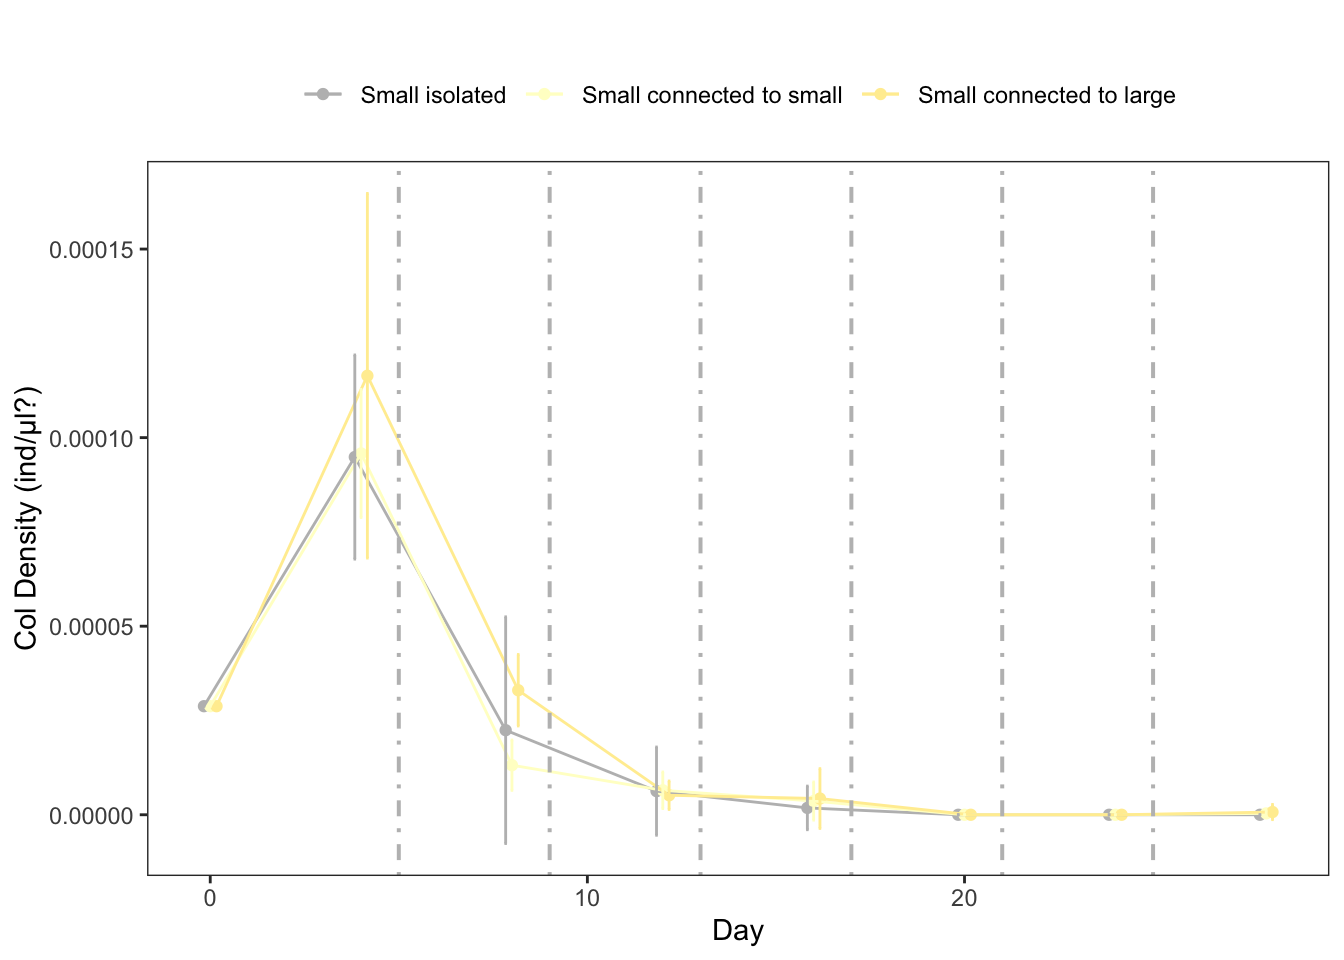 Small isolated Small connected to small Small connected to large
Col Density (ind/µl?)
0.00015
0.00010
0.00005
0.00000
0 10 20
Day